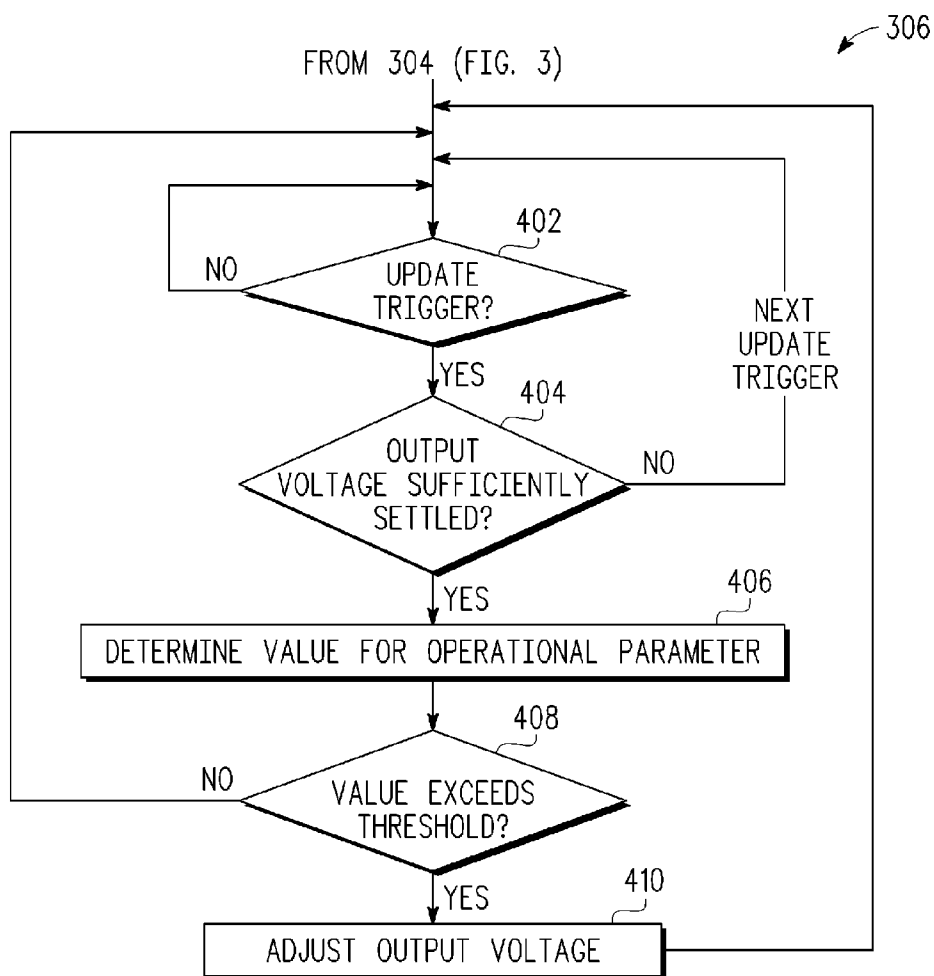 306
FROM 304 (FIG. 3)
402
NO
UPDATE
TRIGGER?
NEXT
UPDATE
TRIGGER
YES
404
OUTPUT
VOLTAGE SUFFICIENTLY
SETTLED?
NO
YES
406
DETERMINE VALUE FOR OPERATIONAL PARAMETER
408
NO
VALUE EXCEEDS
THRESHOLD?
YES
410
ADJUST OUTPUT VOLTAGE